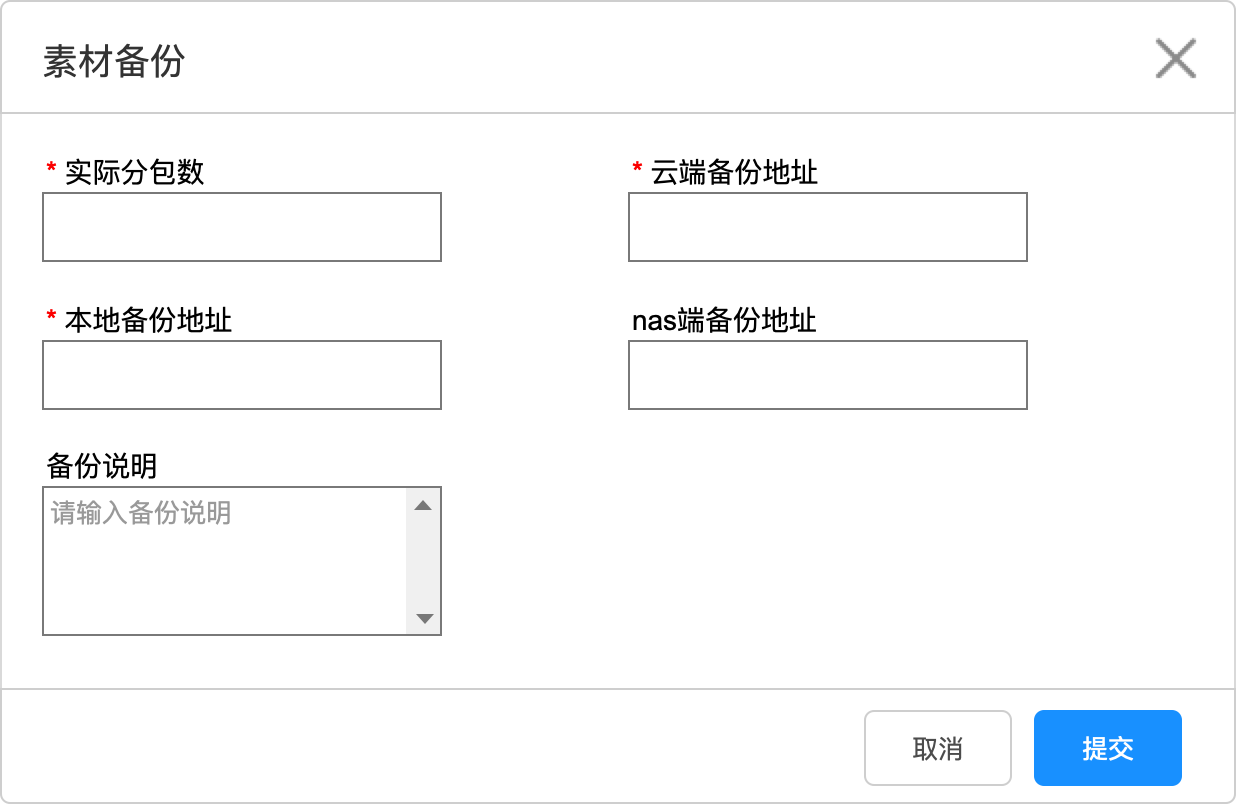 素材备份
* 实际分包数
* 云端备份地址
* 本地备份地址
nas端备份地址
备份说明
请输入备份说明
取消
提交